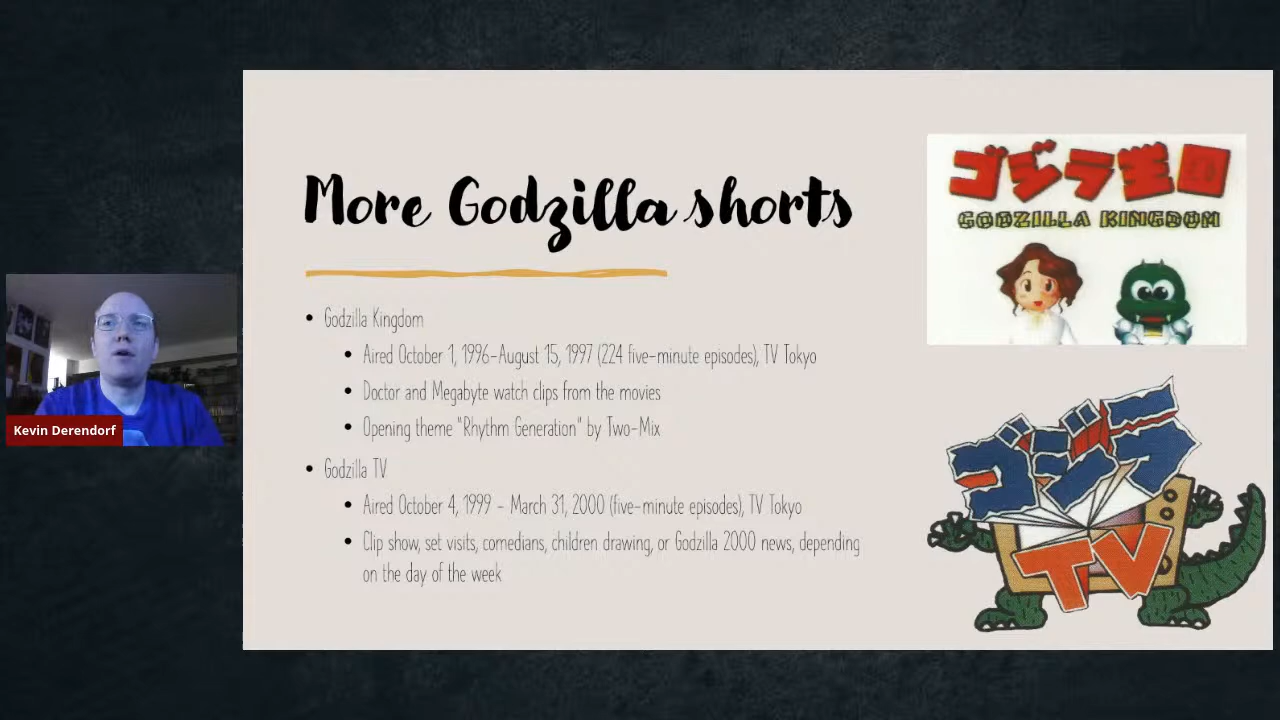 More Godzilla shorts
• Godzilla Kingdom
• Aired October 1, 1996-August 15, 1997 (224 five-minute episodes), TV Tokyo
• Doctor and Megabyte watch clips from the movies
• Opening theme "Rhythm Generation" by Two-Mix
• Godzilla TV
• Aired October 4, 1999 - March 31, 2000 (five-minute episodes), TV Tokyo
• Clip show, set visits, comedians, children drawing, or Godzilla 2000 news, depending
on the day of the week
ゴジラ王国
GODZILLA KINGDOM
ゴジラ
TV
Kevin Derendorf